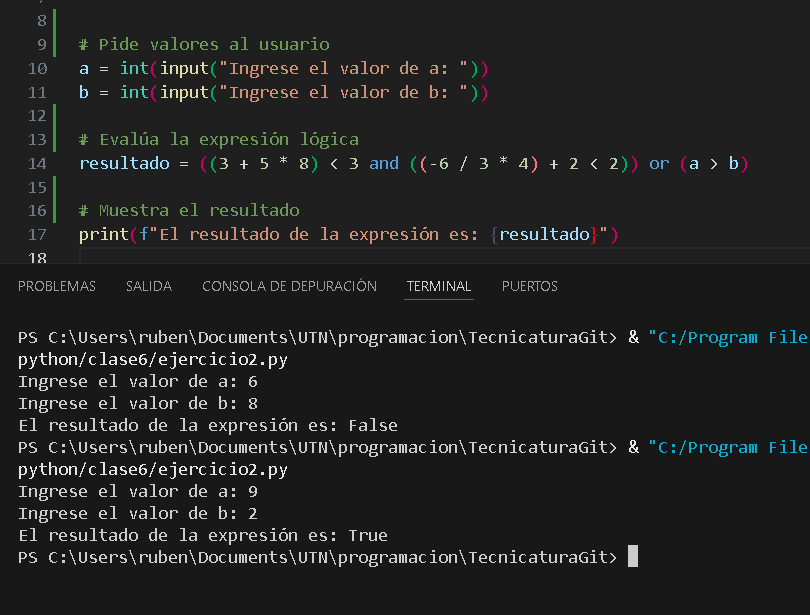 8
9 # Pide valores al usuario
10 a = int(input("Ingrese el valor de a: "))
11 b = int(input("Ingrese el valor de b: "))
12
13 # Evalúa la expresión lógica
14 resultado = ((3 + 5 * 8) < 3 and ((-6 / 3 * 4) + 2 < 2)) or (a > b)
15
16 # Muestra el resultado
17 print(f"El resultado de la expresión es: {resultado}")
18
PROBLEMAS SALIDA CONSOLA DE DEPURACIÓN TERMINAL PUERTOS
PS C:\Users\ruben\Documents\UTN\programacion\TecnicaturaGit> & "C:/Program File
python/clase6/ejercicio2.py
Ingrese el valor de a: 6
Ingrese el valor de b: 8
El resultado de la expresión es: False
PS C:\Users\ruben\Documents\UTN\programacion\TecnicaturaGit> & "C:/Program File
python/clase6/ejercicio2.py
Ingrese el valor de a: 9
Ingrese el valor de b: 2
El resultado de la expresión es: True
PS C:\Users\ruben\Documents\UTN\programacion\TecnicaturaGit>